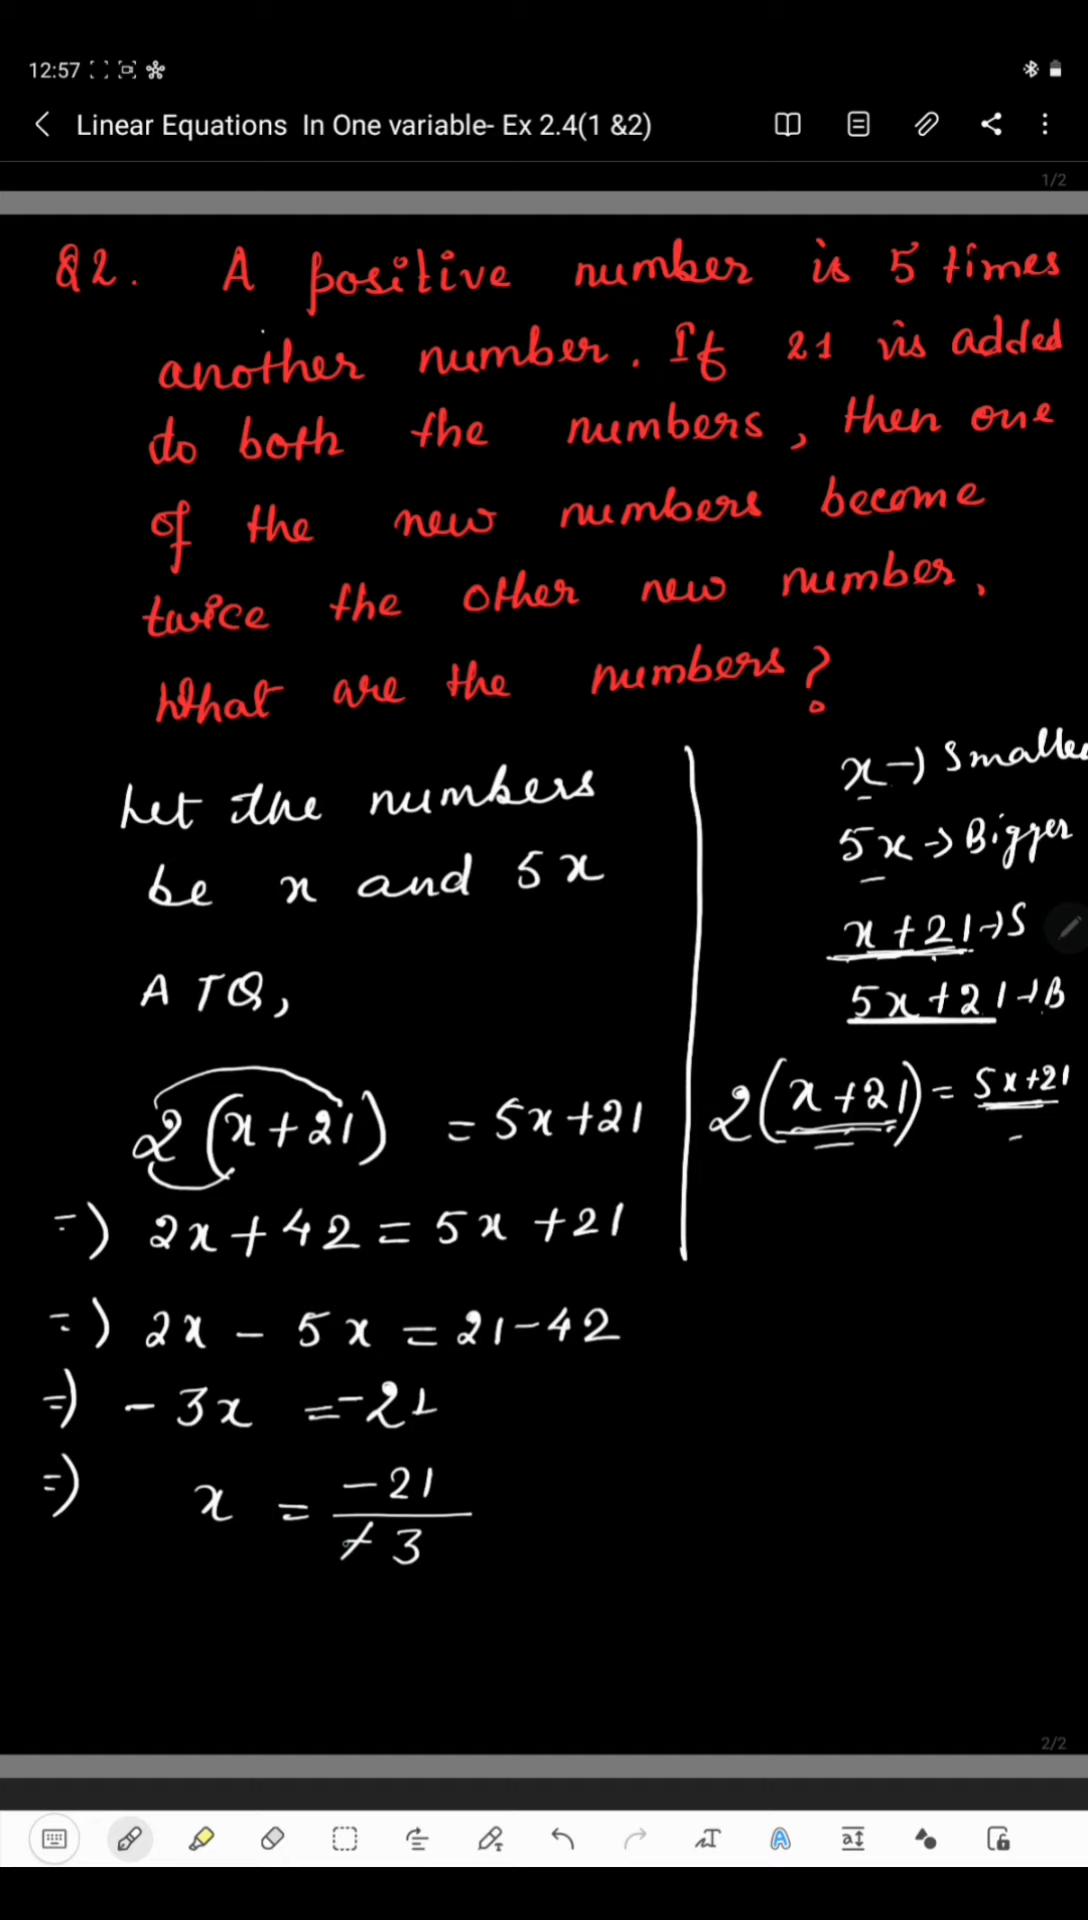 12:57
Linear Equations In One variable- Ex 2.4(1 &2)
1/2
Q2. A positive number is 5 times
another number. If 21 is added
to both the numbers, then one
of the new numbers become
twice the other new number.
What are the numbers?
Let the numbers
be x and 5x
ATQ,
2(x+21) = 5x+21
=) 2x+42 = 5x +21
=) 2x - 5x = 21-42
=) - 3x = -21
=) x = -21/-3
x -) Smaller
5x -> Bigger
x +21 -) S
5x+21 -> B
2(x+21) = 5x+21
2/2